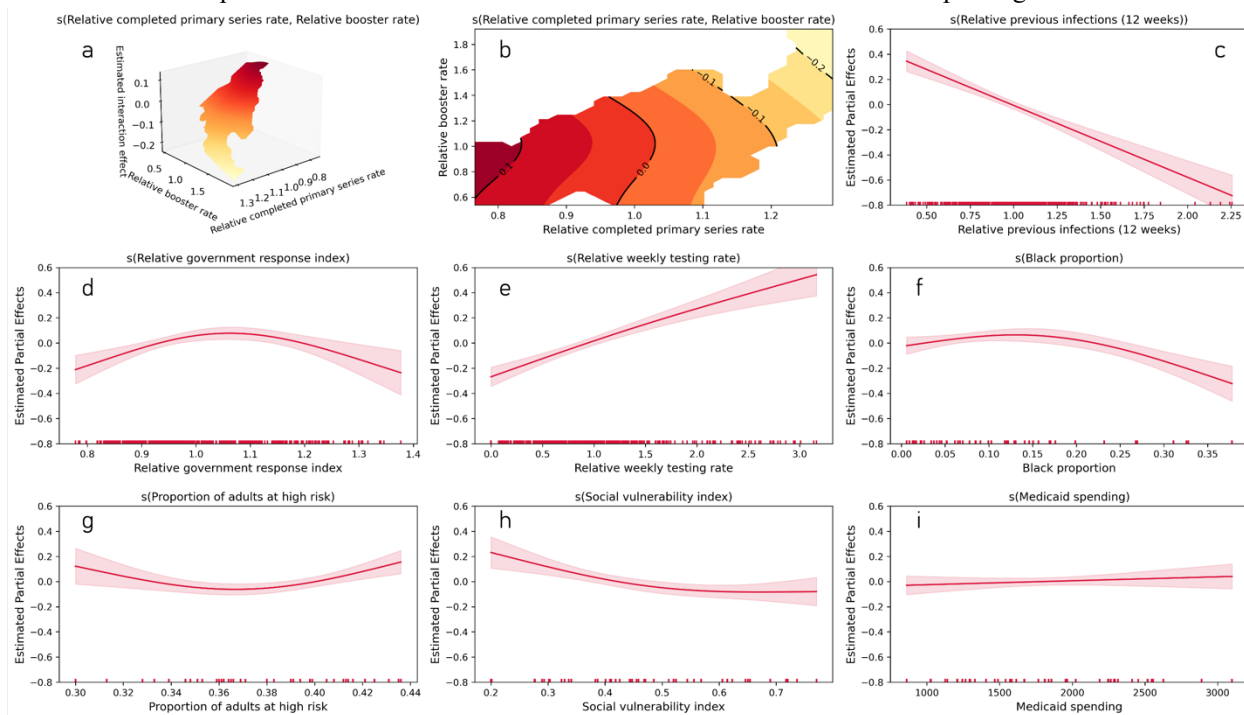 s(Relative completed primary series rate, Relative booster rate)
a
Estimated interaction effect
0.1
0.0
−0.1
−0.2
0.5
1.0
1.5
Relative booster rate
1.3
1.2
1.1
1.0
0.9
0.8
Relative completed primary series rate
s(Relative completed primary series rate, Relative booster rate)
b
Relative booster rate
1.8
1.6
1.4
1.2
1.0
0.8
0.6
0.1
0.0
−0.1
−0.1
−0.2
0.8 0.9 1.0 1.1 1.2
Relative completed primary series rate
s(Relative previous infections (12 weeks))
c
Estimated Partial Effects
0.6
0.4
0.2
0.0
−0.2
−0.4
−0.6
−0.8
0.50 0.75 1.00 1.25 1.50 1.75 2.00 2.25
Relative previous infections (12 weeks)
s(Relative government response index)
d
Estimated Partial Effects
0.6
0.4
0.2
0.0
−0.2
−0.4
−0.6
−0.8
0.8 0.9 1.0 1.1 1.2 1.3 1.4
Relative government response index
s(Relative weekly testing rate)
e
Estimated Partial Effects
0.6
0.4
0.2
0.0
−0.2
−0.4
−0.6
−0.8
0.0 0.5 1.0 1.5 2.0 2.5 3.0
Relative weekly testing rate
s(Black proportion)
f
Estimated Partial Effects
0.6
0.4
0.2
0.0
−0.2
−0.4
−0.6
−0.8
0.00 0.05 0.10 0.15 0.20 0.25 0.30 0.35
Black proportion
s(Proportion of adults at high risk)
g
Estimated Partial Effects
0.6
0.4
0.2
0.0
−0.2
−0.4
−0.6
−0.8
0.30 0.32 0.34 0.36 0.38 0.40 0.42 0.44
Proportion of adults at high risk
s(Social vulnerability index)
h
Estimated Partial Effects
0.6
0.4
0.2
0.0
−0.2
−0.4
−0.6
−0.8
0.2 0.3 0.4 0.5 0.6 0.7
Social vulnerability index
s(Medicaid spending)
i
Estimated Partial Effects
0.6
0.4
0.2
0.0
−0.2
−0.4
−0.6
−0.8
1000 1500 2000 2500 3000
Medicaid spending